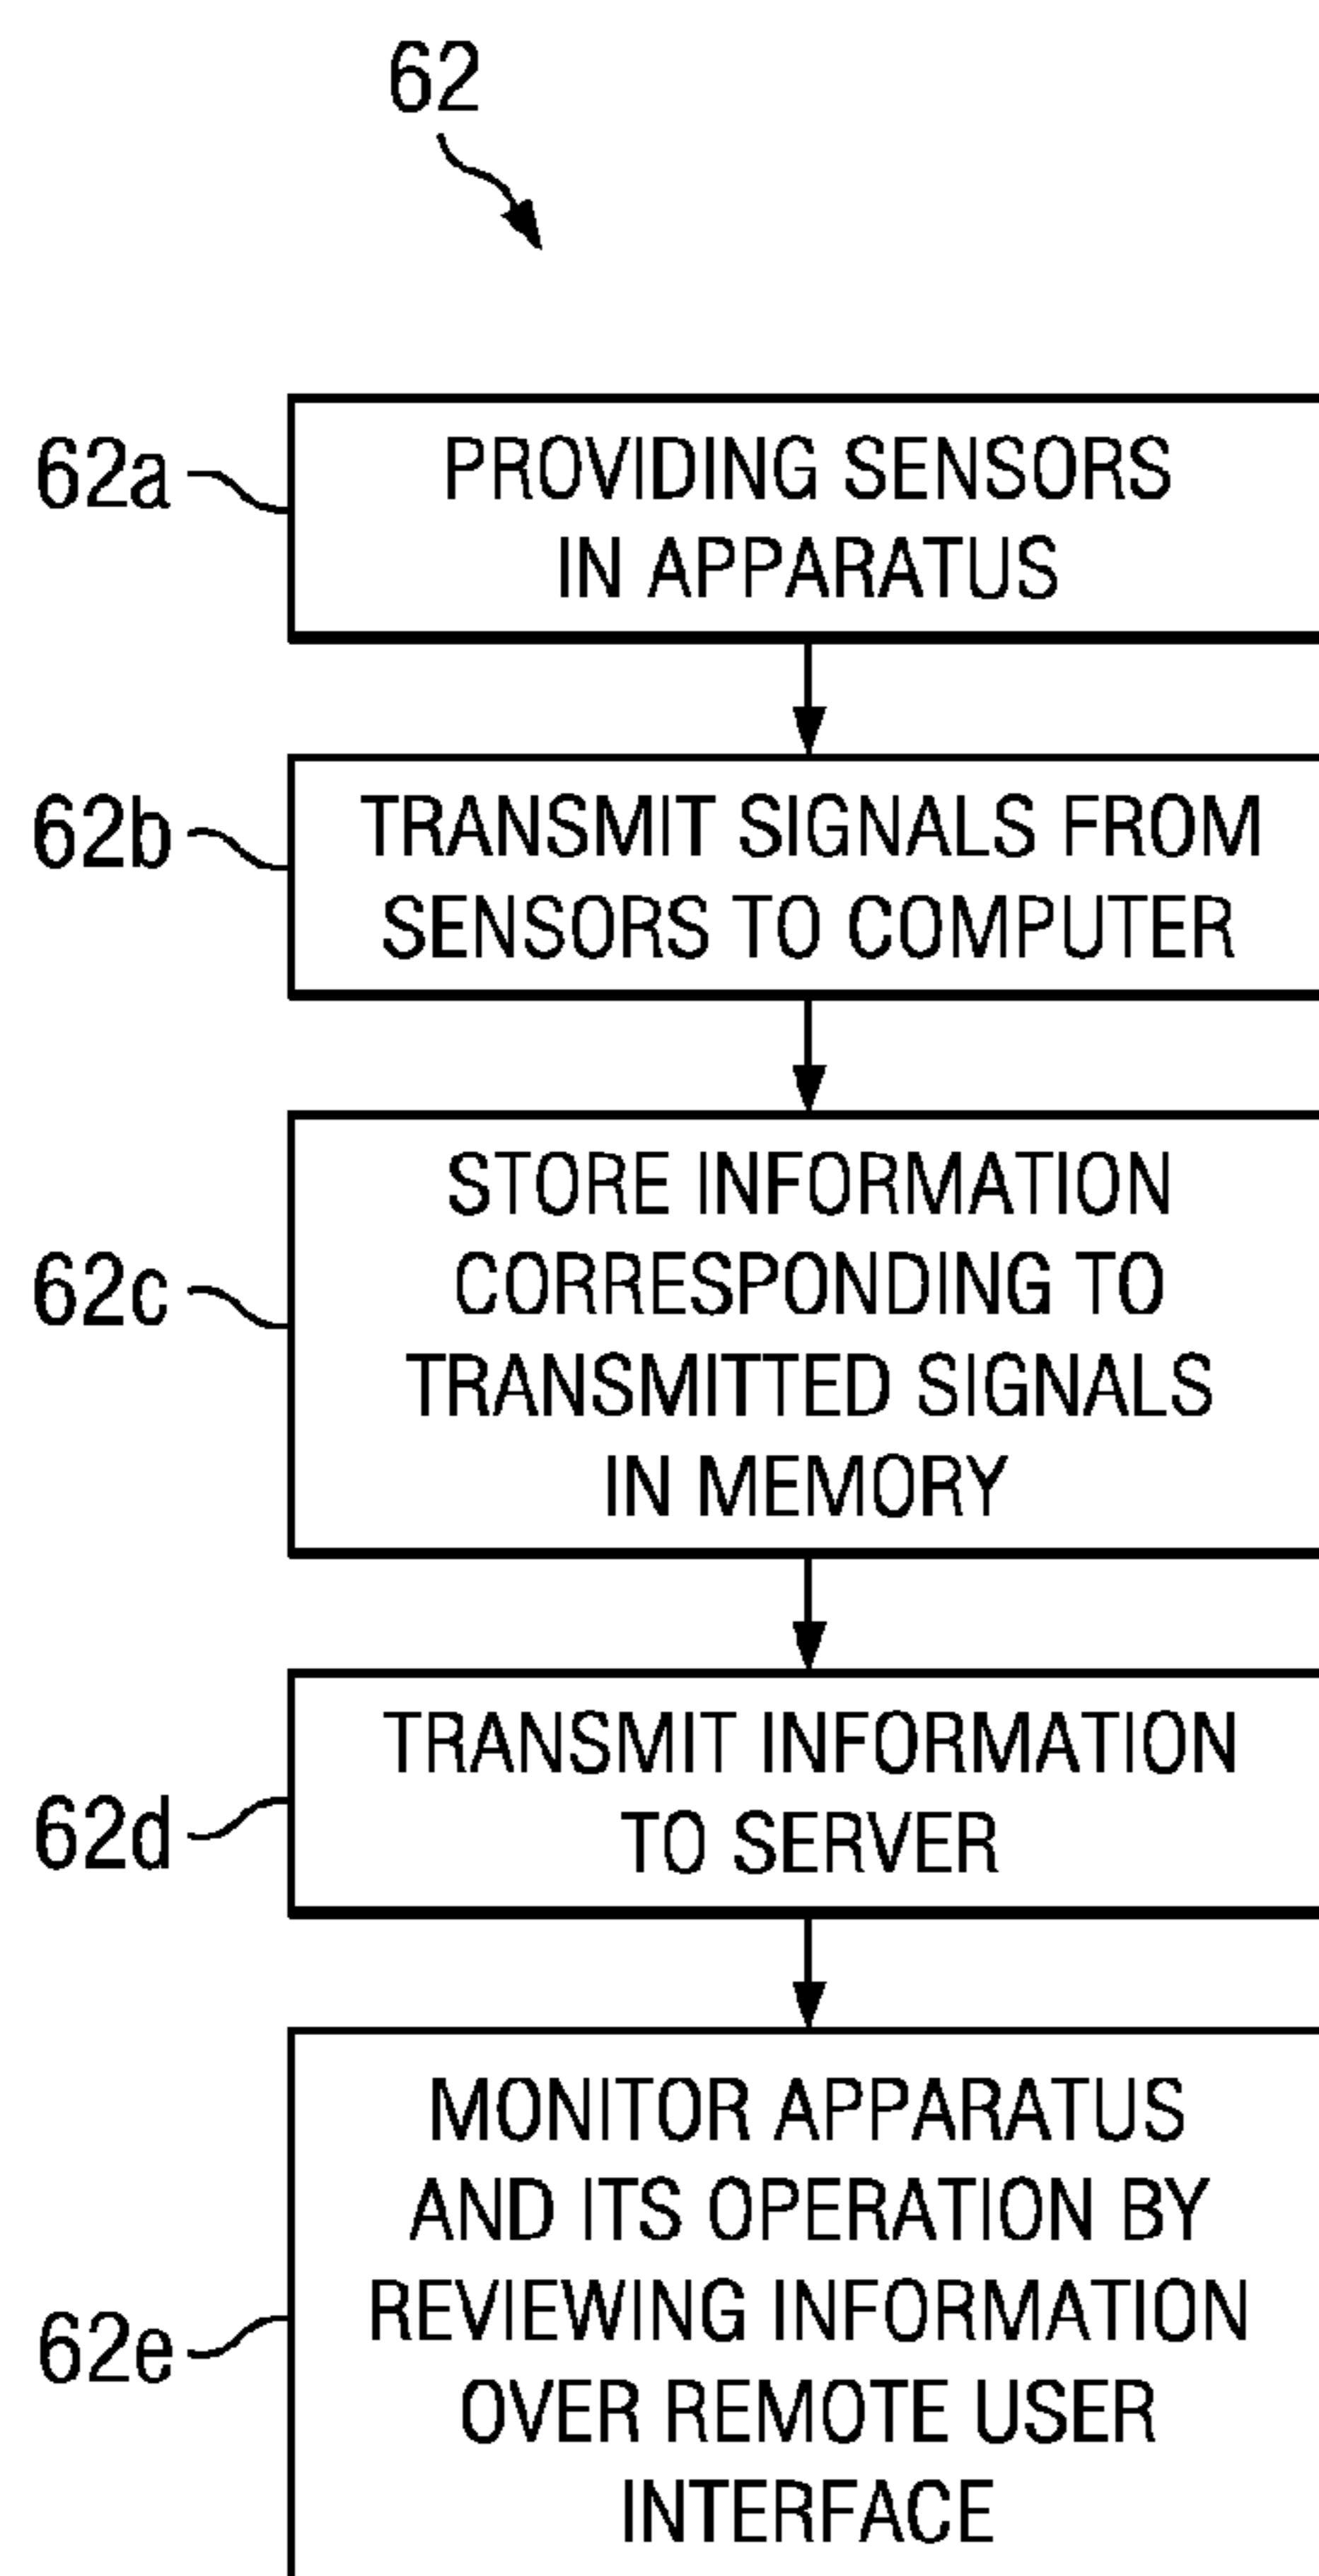 62
62a
PROVIDING SENSORS
IN APPARATUS
62b
TRANSMIT SIGNALS FROM
SENSORS TO COMPUTER
62c
STORE INFORMATION
CORRESPONDING TO
TRANSMITTED SIGNALS
IN MEMORY
62d
TRANSMIT INFORMATION
TO SERVER
62e
MONITOR APPARATUS
AND ITS OPERATION BY
REVIEWING INFORMATION
OVER REMOTE USER
INTERFACE